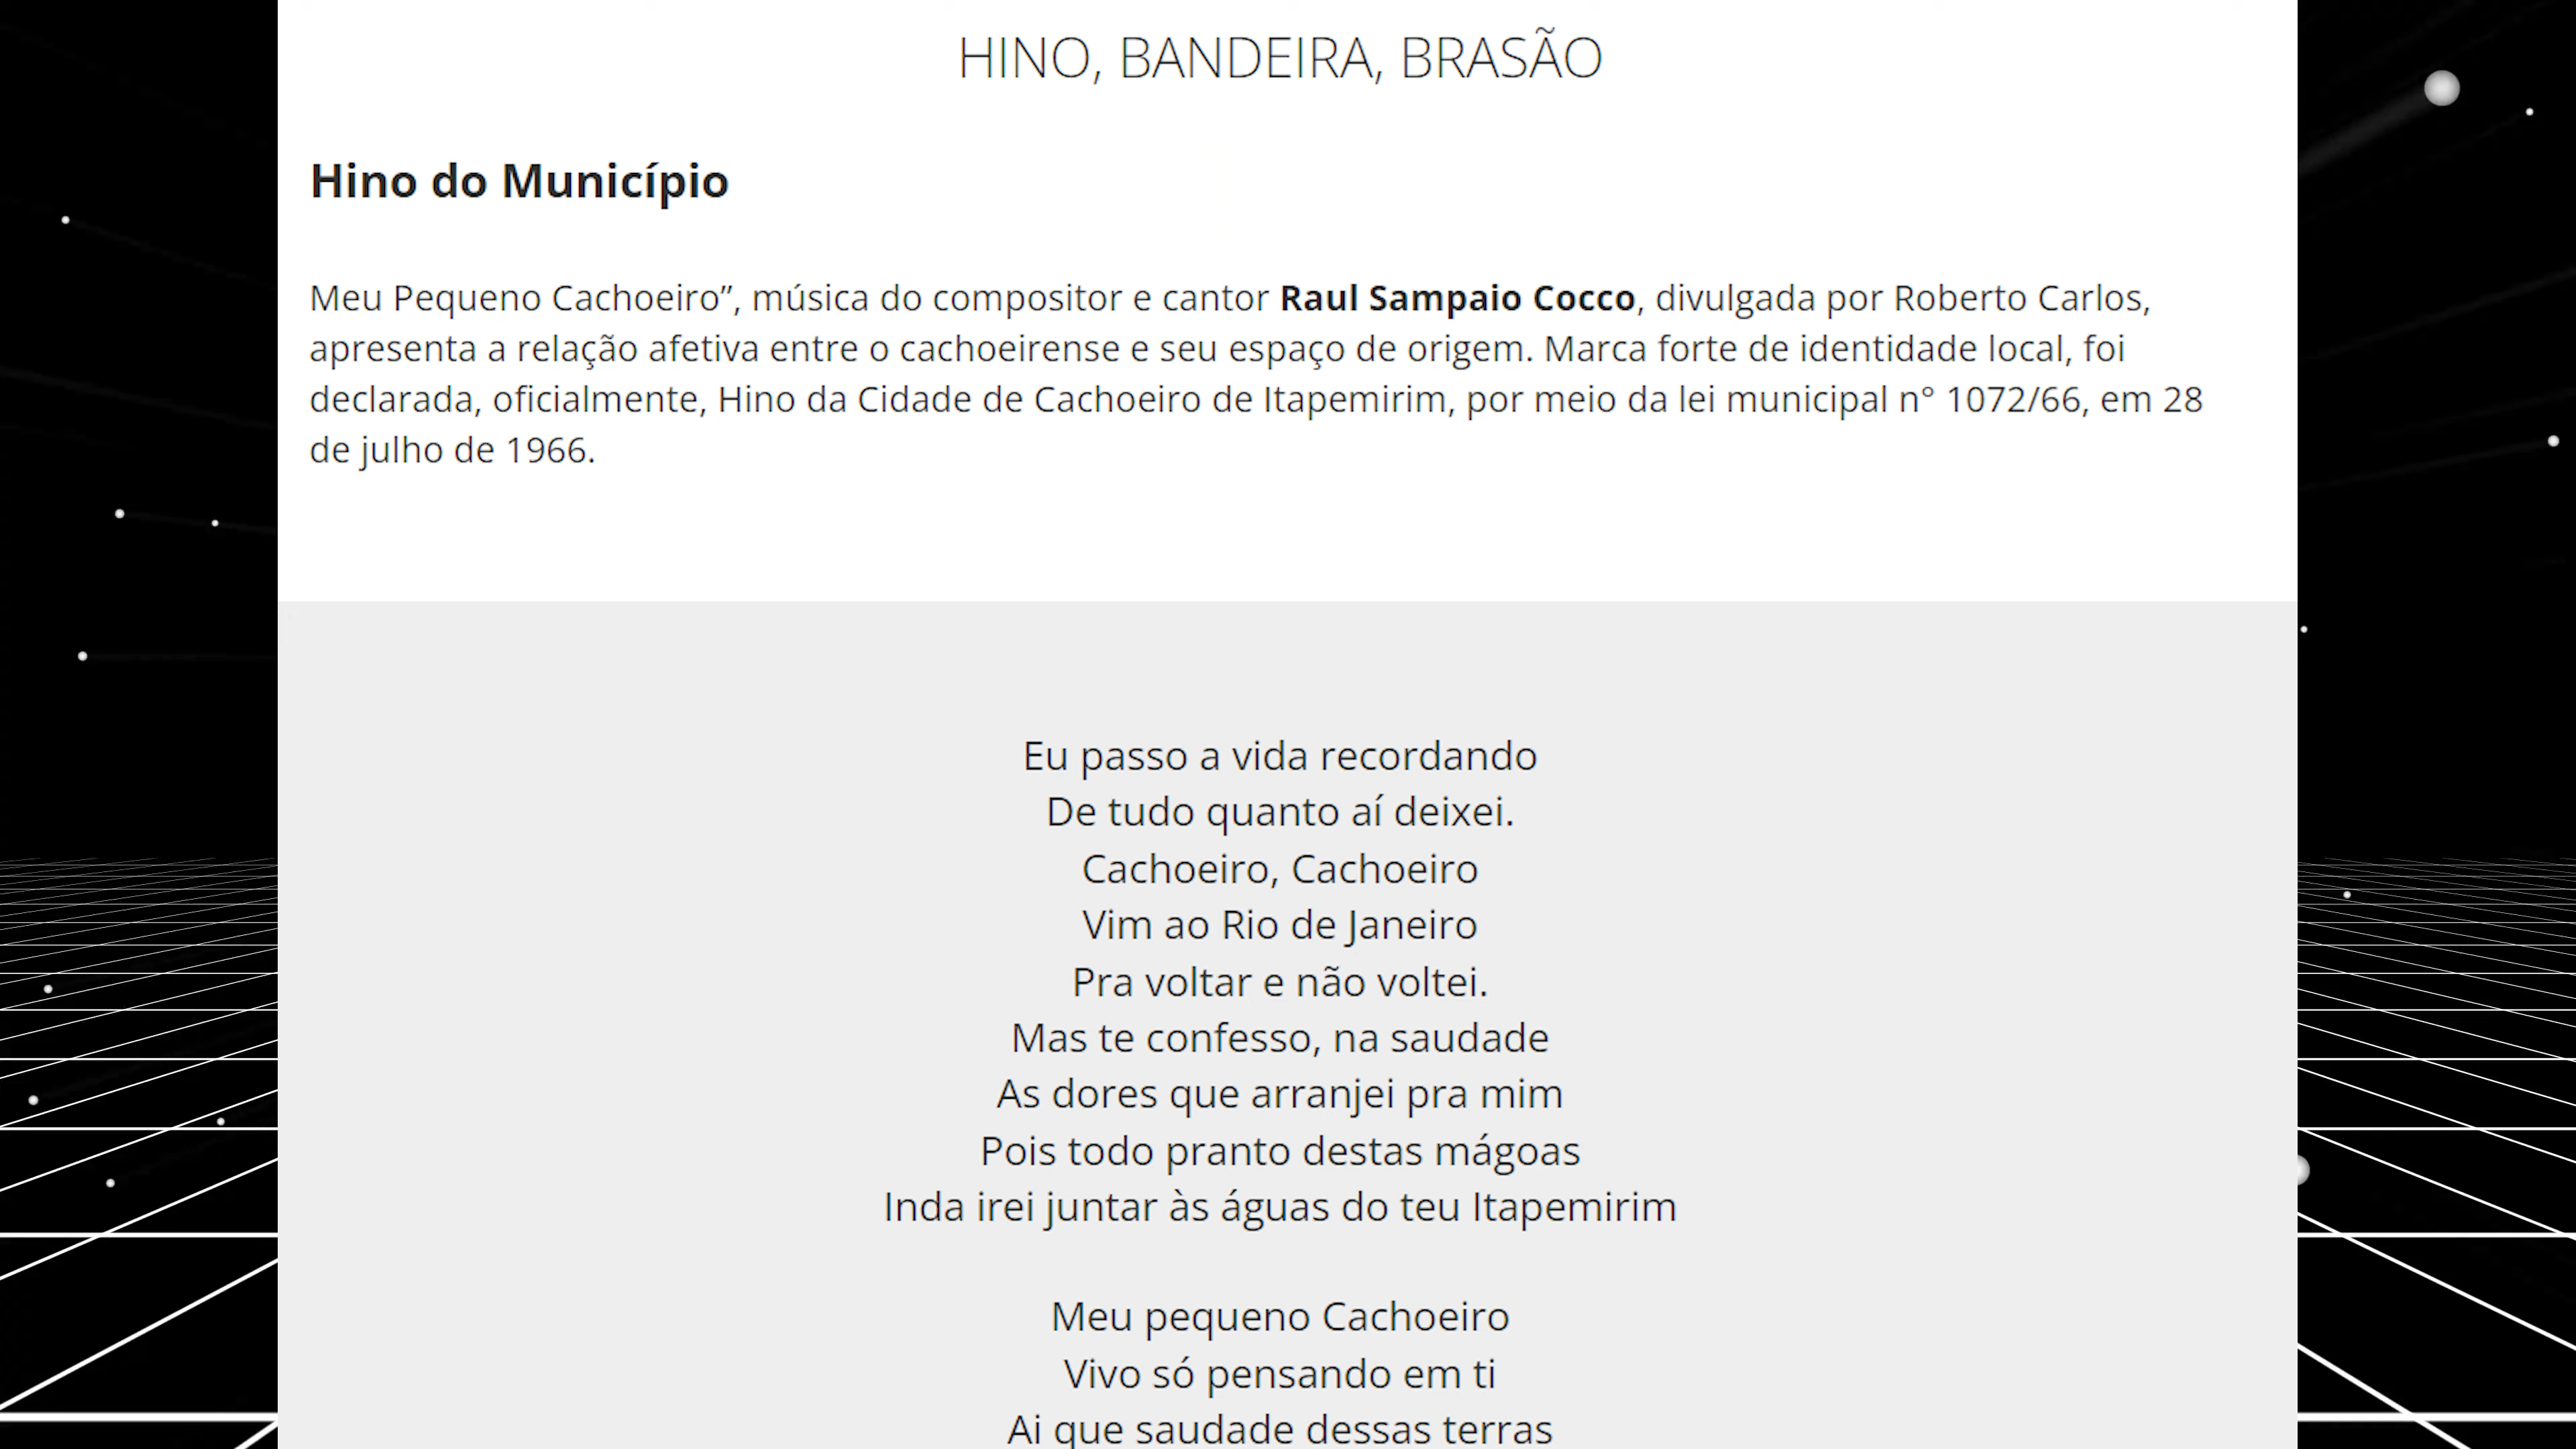 HINO, BANDEIRA, BRASÃO
Hino do Município
Meu Pequeno Cachoeiro”, música do compositor e cantor Raul Sampaio Cocco, divulgada por Roberto Carlos,
apresenta a relação afetiva entre o cachoeirense e seu espaço de origem. Marca forte de identidade local, foi
declarada, oficialmente, Hino da Cidade de Cachoeiro de Itapemirim, por meio da lei municipal n° 1072/66, em 28
de julho de 1966.
Eu passo a vida recordando
De tudo quanto aí deixei.
Cachoeiro, Cachoeiro
Vim ao Rio de Janeiro
Pra voltar e não voltei.
Mas te confesso, na saudade
As dores que arranjei pra mim
Pois todo pranto destas mágoas
Inda irei juntar às águas do teu Itapemirim
Meu pequeno Cachoeiro
Vivo só pensando em ti
Ai que saudade dessas terras